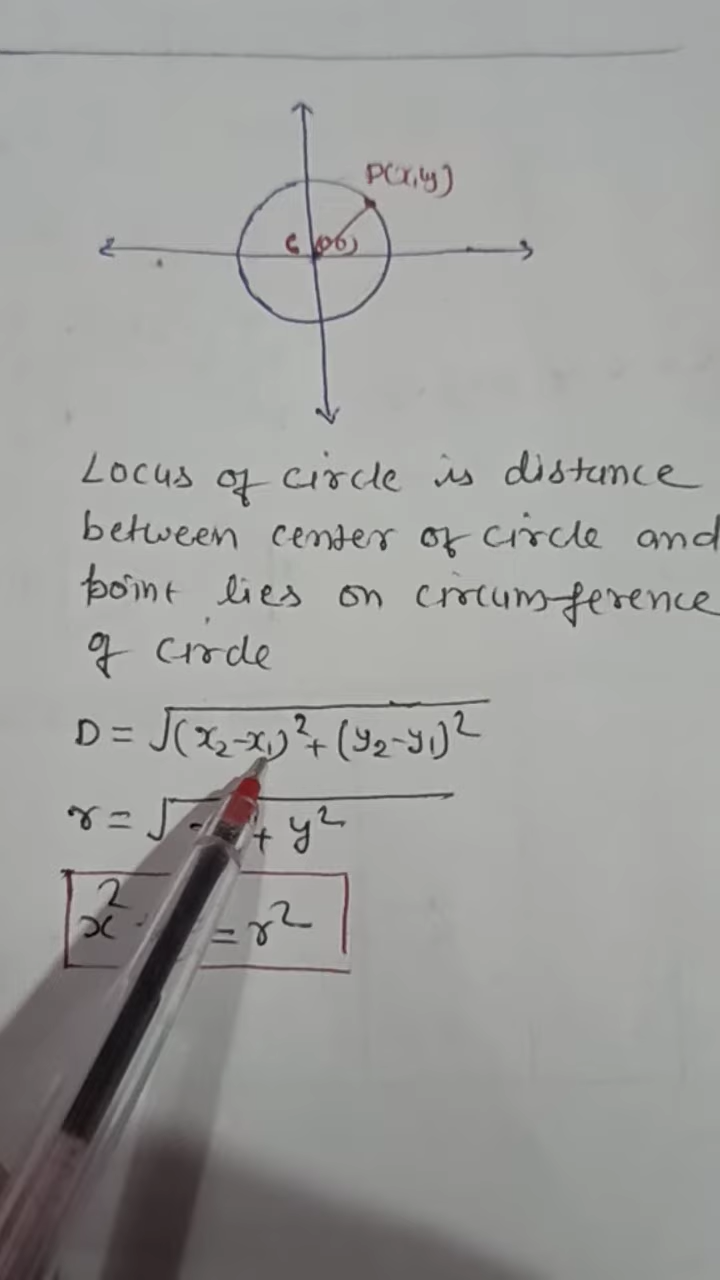 P(x,y)
C (0,0)
Locus of circle is distance
between center of circle and
point lies on circumference
of circle
D = √(x₂-x₁)²+(y₂-y₁)²
r = √ + y²
x² = r²